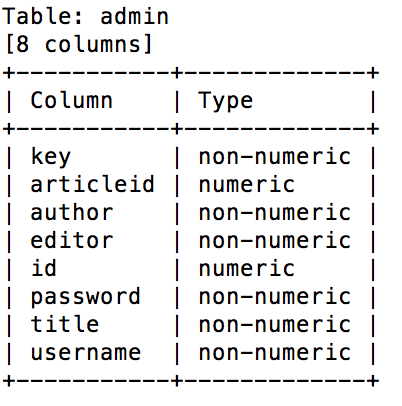 Table: admin
[8 columns]
+-----------+-------------+
| Column    | Type        |
+-----------+-------------+
| key       | non-numeric |
| articleid | numeric     |
| author    | non-numeric |
| editor    | non-numeric |
| id        | numeric     |
| password  | non-numeric |
| title     | non-numeric |
| username  | non-numeric |
+-----------+-------------+